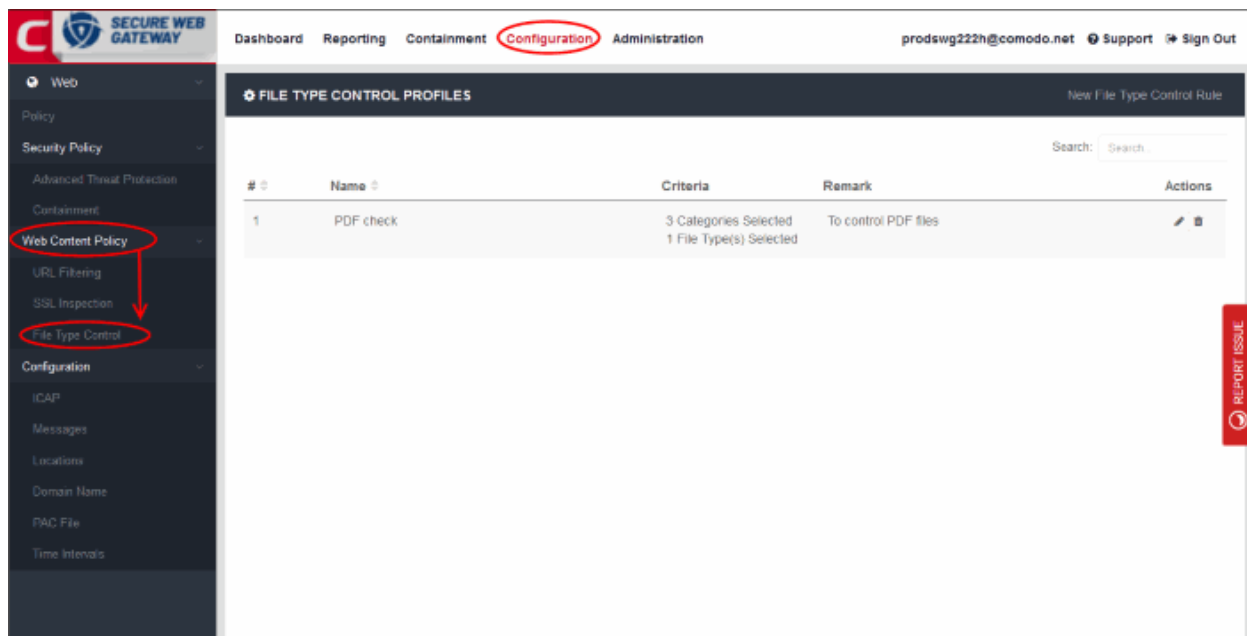 C SECURE WEB
GATEWAY
Dashboard Reporting Containment Configuration Administration prodswg222h@comodo.net Support Sign Out
Web
Policy
Security Policy
Advanced Threat Protection
Containment
Web Content Policy
URL Filtering
SSL Inspection
File Type Control
Configuration
ICAP
Messages
Locations
Domain Name
PAC File
Time Intervals
FILE TYPE CONTROL PROFILES New File Type Control Rule
Search: Search..
# Name Criteria Remark Actions
1 PDF check 3 Categories Selected To control PDF files
1 File Type(s) Selected
REPORT ISSUE